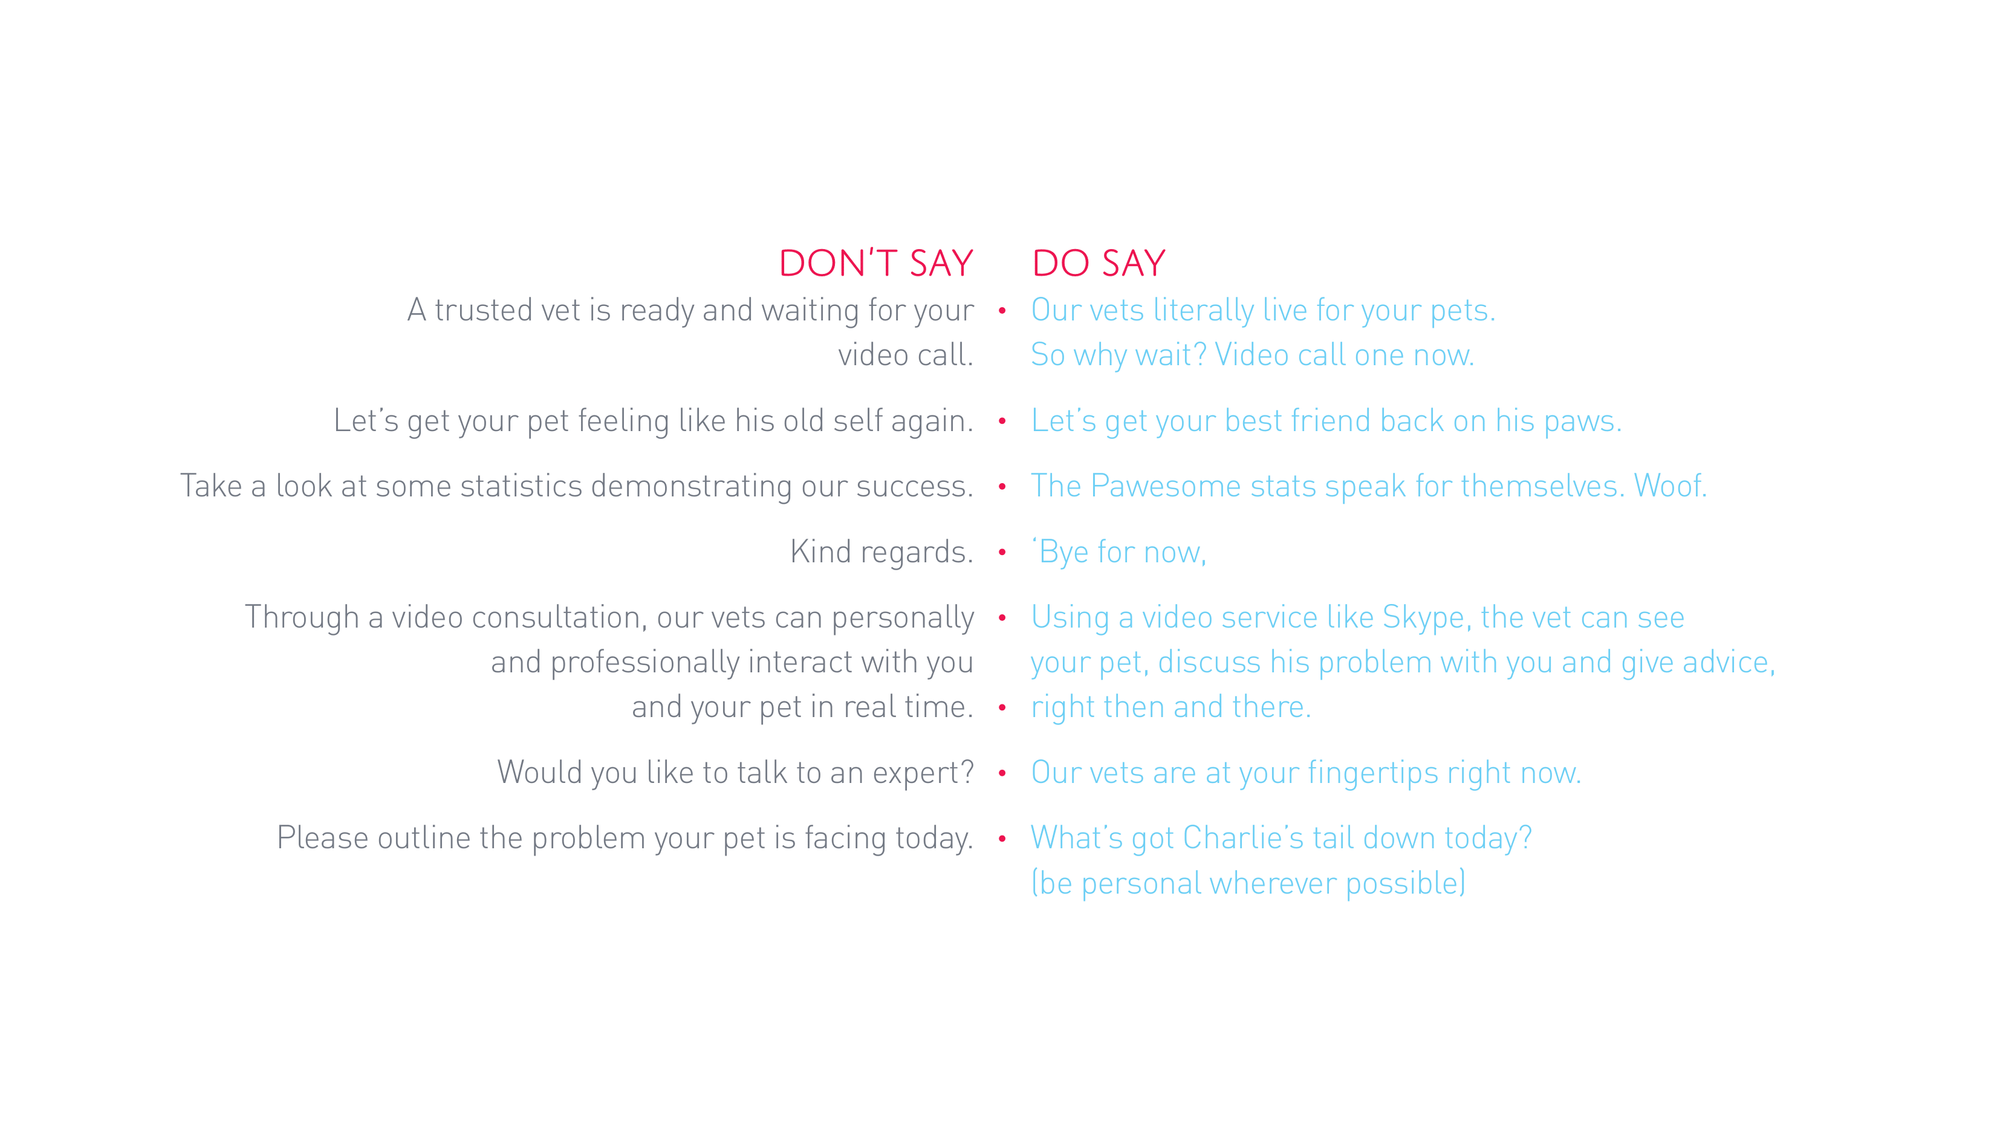 DON'T SAY
A trusted vet is ready and waiting for your
video call.
Let's get your pet feeling like his old self again.
Take a look at some statistics demonstrating our success.
Kind regards.
Through a video consultation, our vets can personally
and professionally interact with you
and your pet in real time.
Would you like to talk to an expert?
Please outline the problem your pet is facing today.
DO SAY
• Our vets literally live for your pets.
So why wait? Video call one now.
• Let's get your best friend back on his paws.
• The Pawesome stats speak for themselves. Woof.
• 'Bye for now,
• Using a video service like Skype, the vet can see
your pet, discuss his problem with you and give advice,
• right then and there.
• Our vets are at your fingertips right now.
• What's got Charlie's tail down today?
(be personal wherever possible)